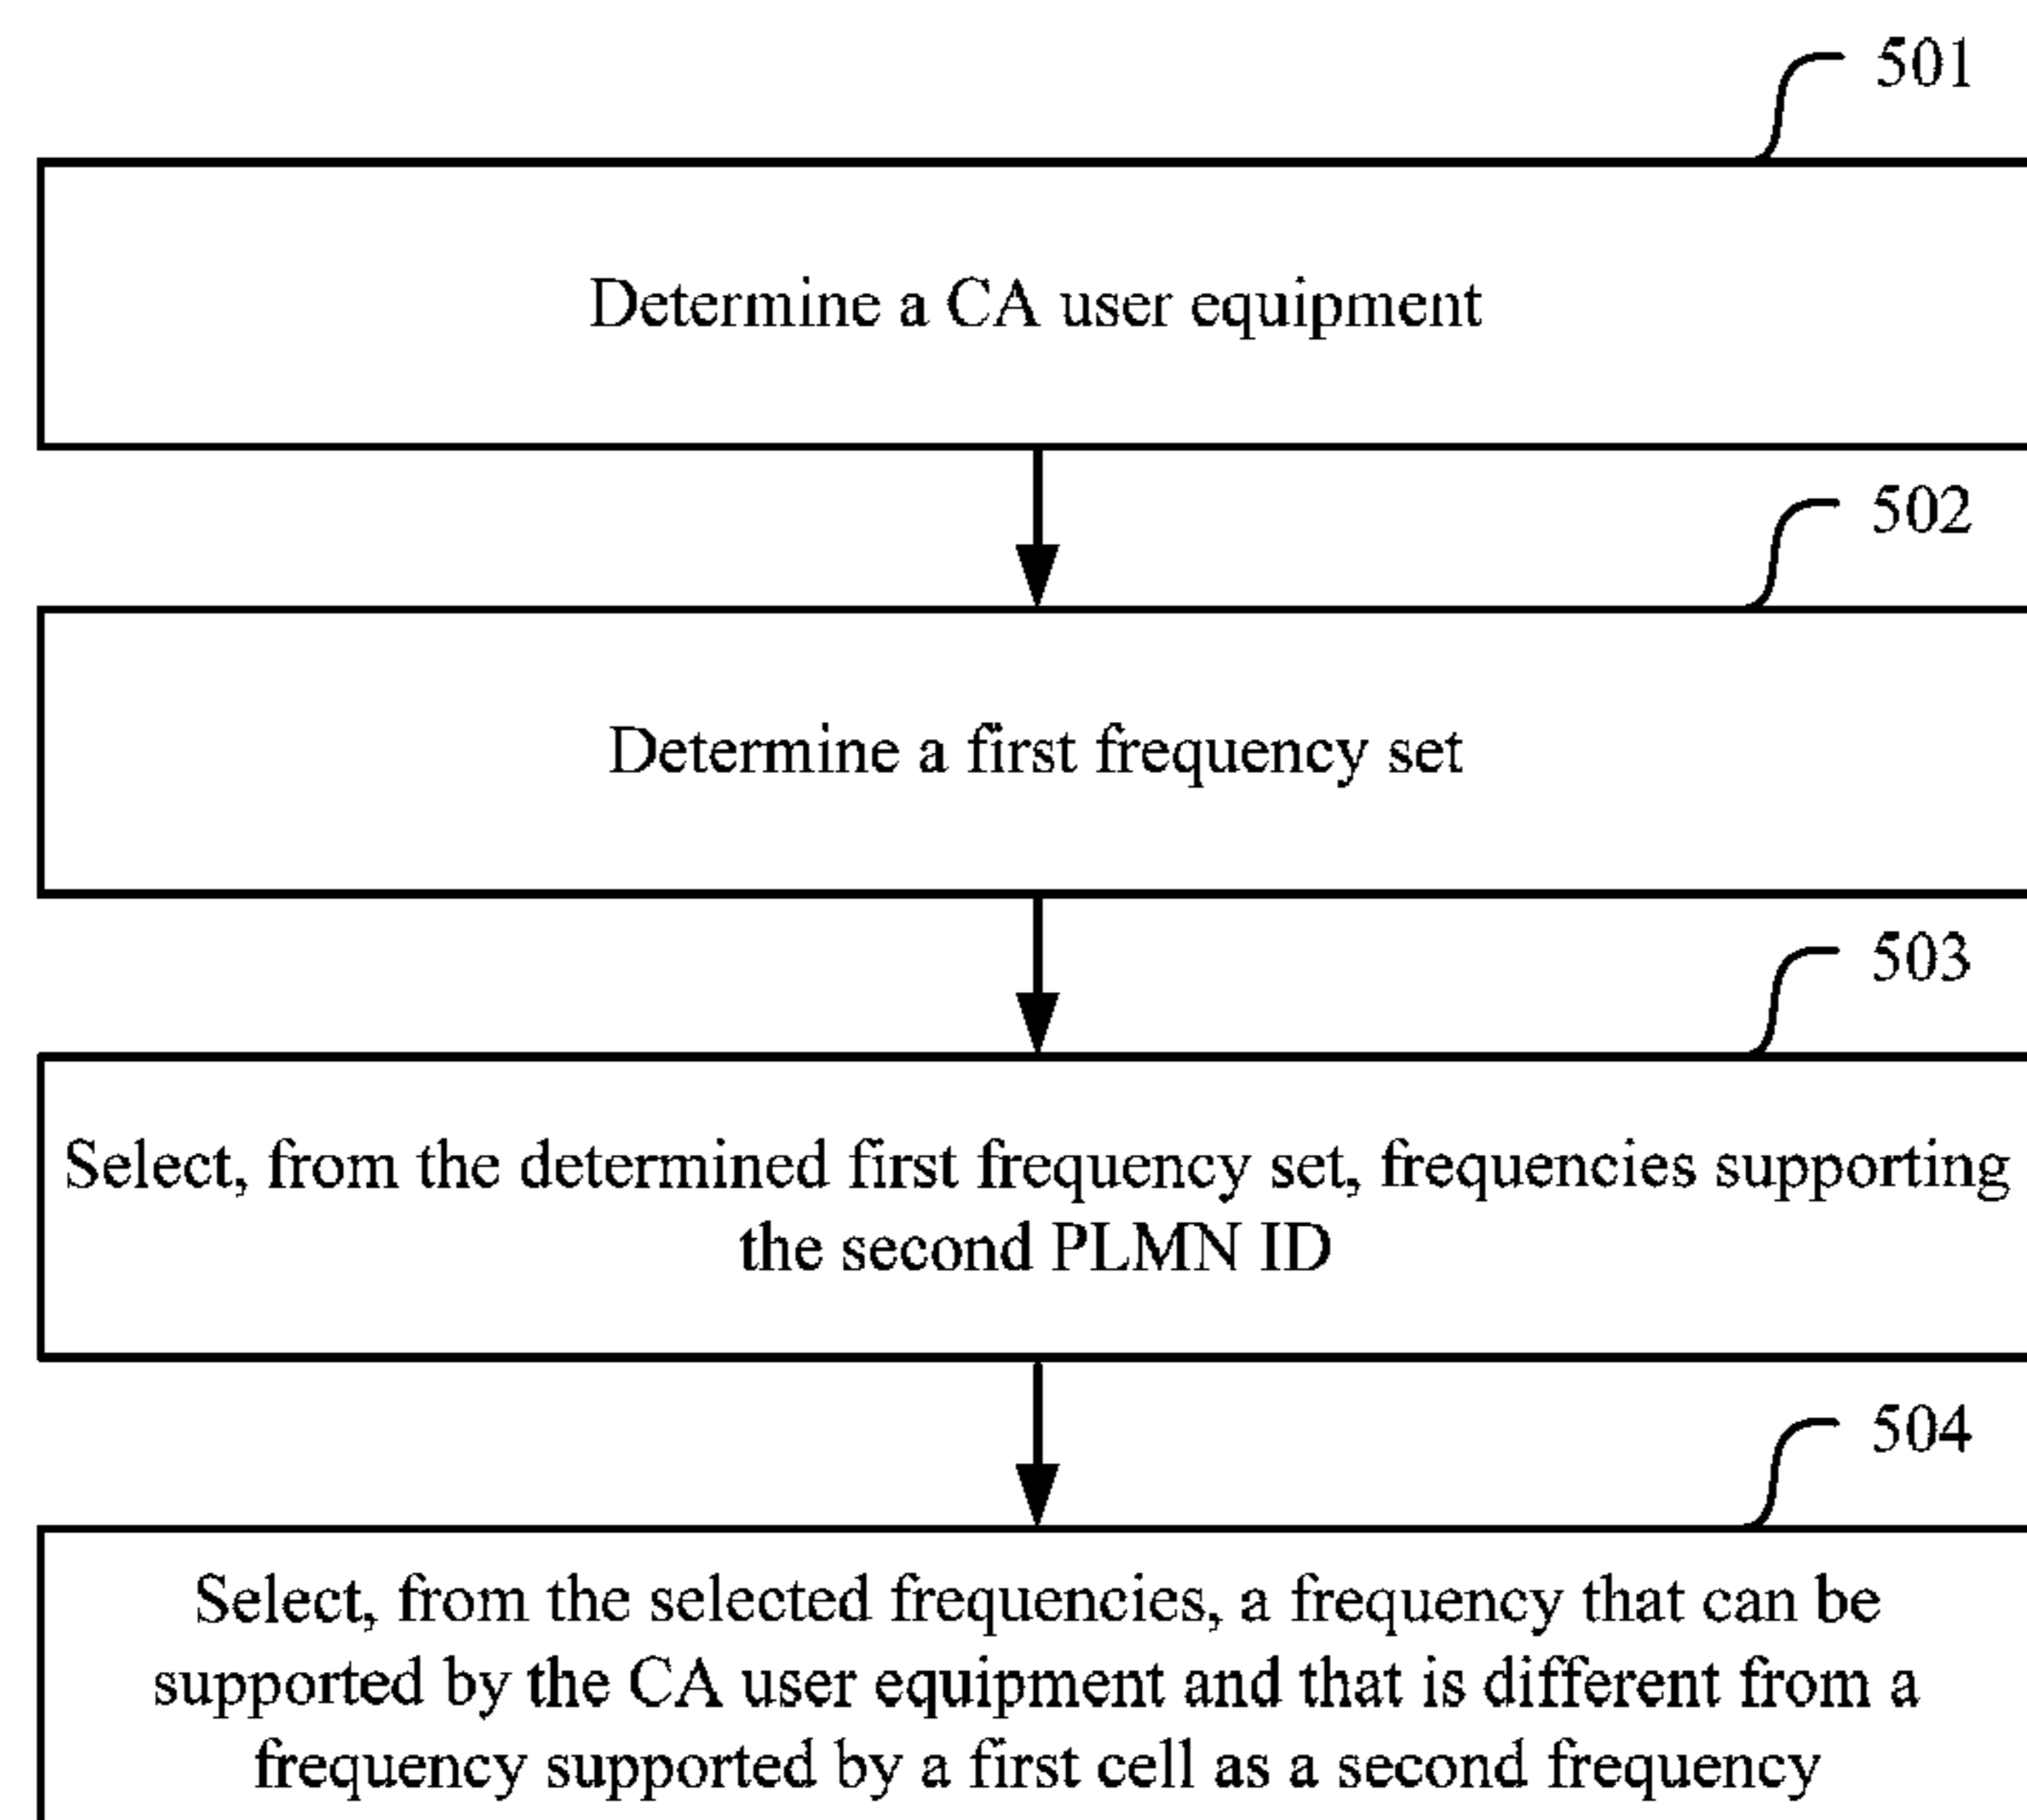 501
Determine a CA user equipment
502
Determine a first frequency set
503
Select, from the determined first frequency set, frequencies supporting
the second PLMN ID
504
Select, from the selected frequencies, a frequency that can be
supported by the CA user equipment and that is different from a
frequency supported by a first cell as a second frequency